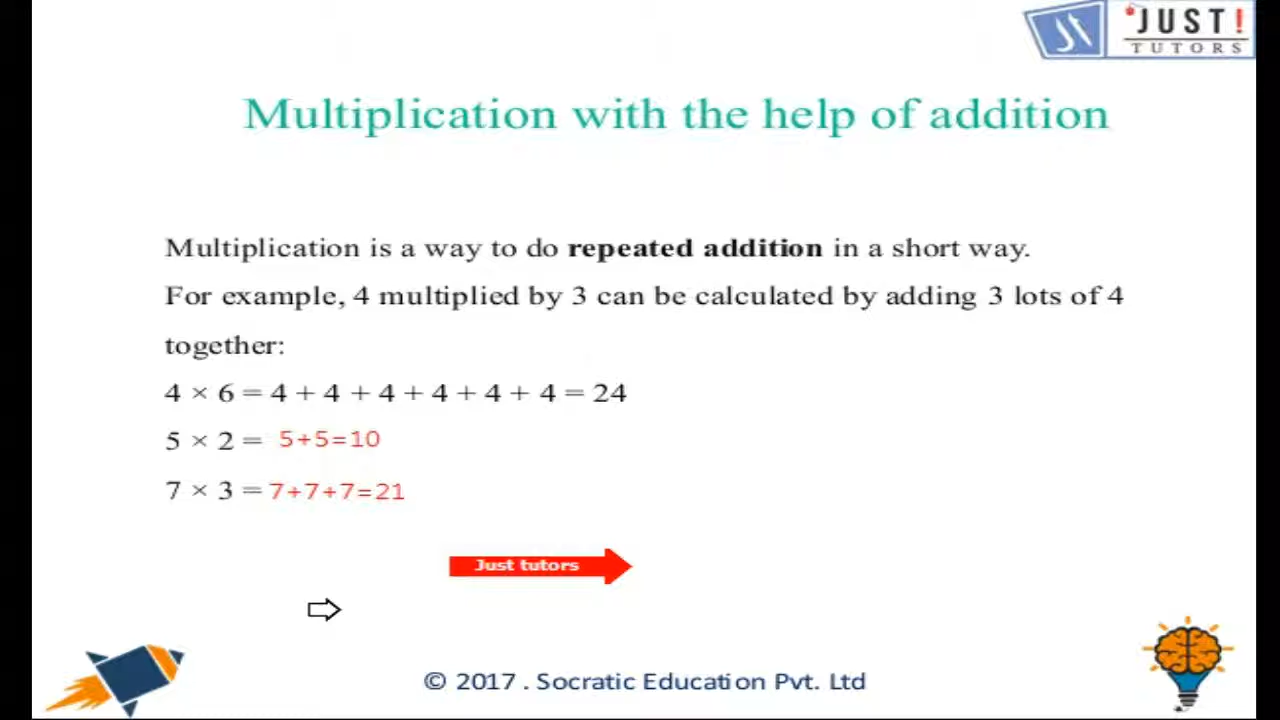 JUST!
TUTORS
Multiplication with the help of addition
Multiplication is a way to do repeated addition in a short way.
For example, 4 multiplied by 3 can be calculated by adding 3 lots of 4
together:
4 × 6 = 4 + 4 + 4 + 4 + 4 + 4 = 24
5 × 2 = 5+5=10
7 × 3 = 7+7+7=21
Just tutors
© 2017 . Socratic Education Pvt. Ltd